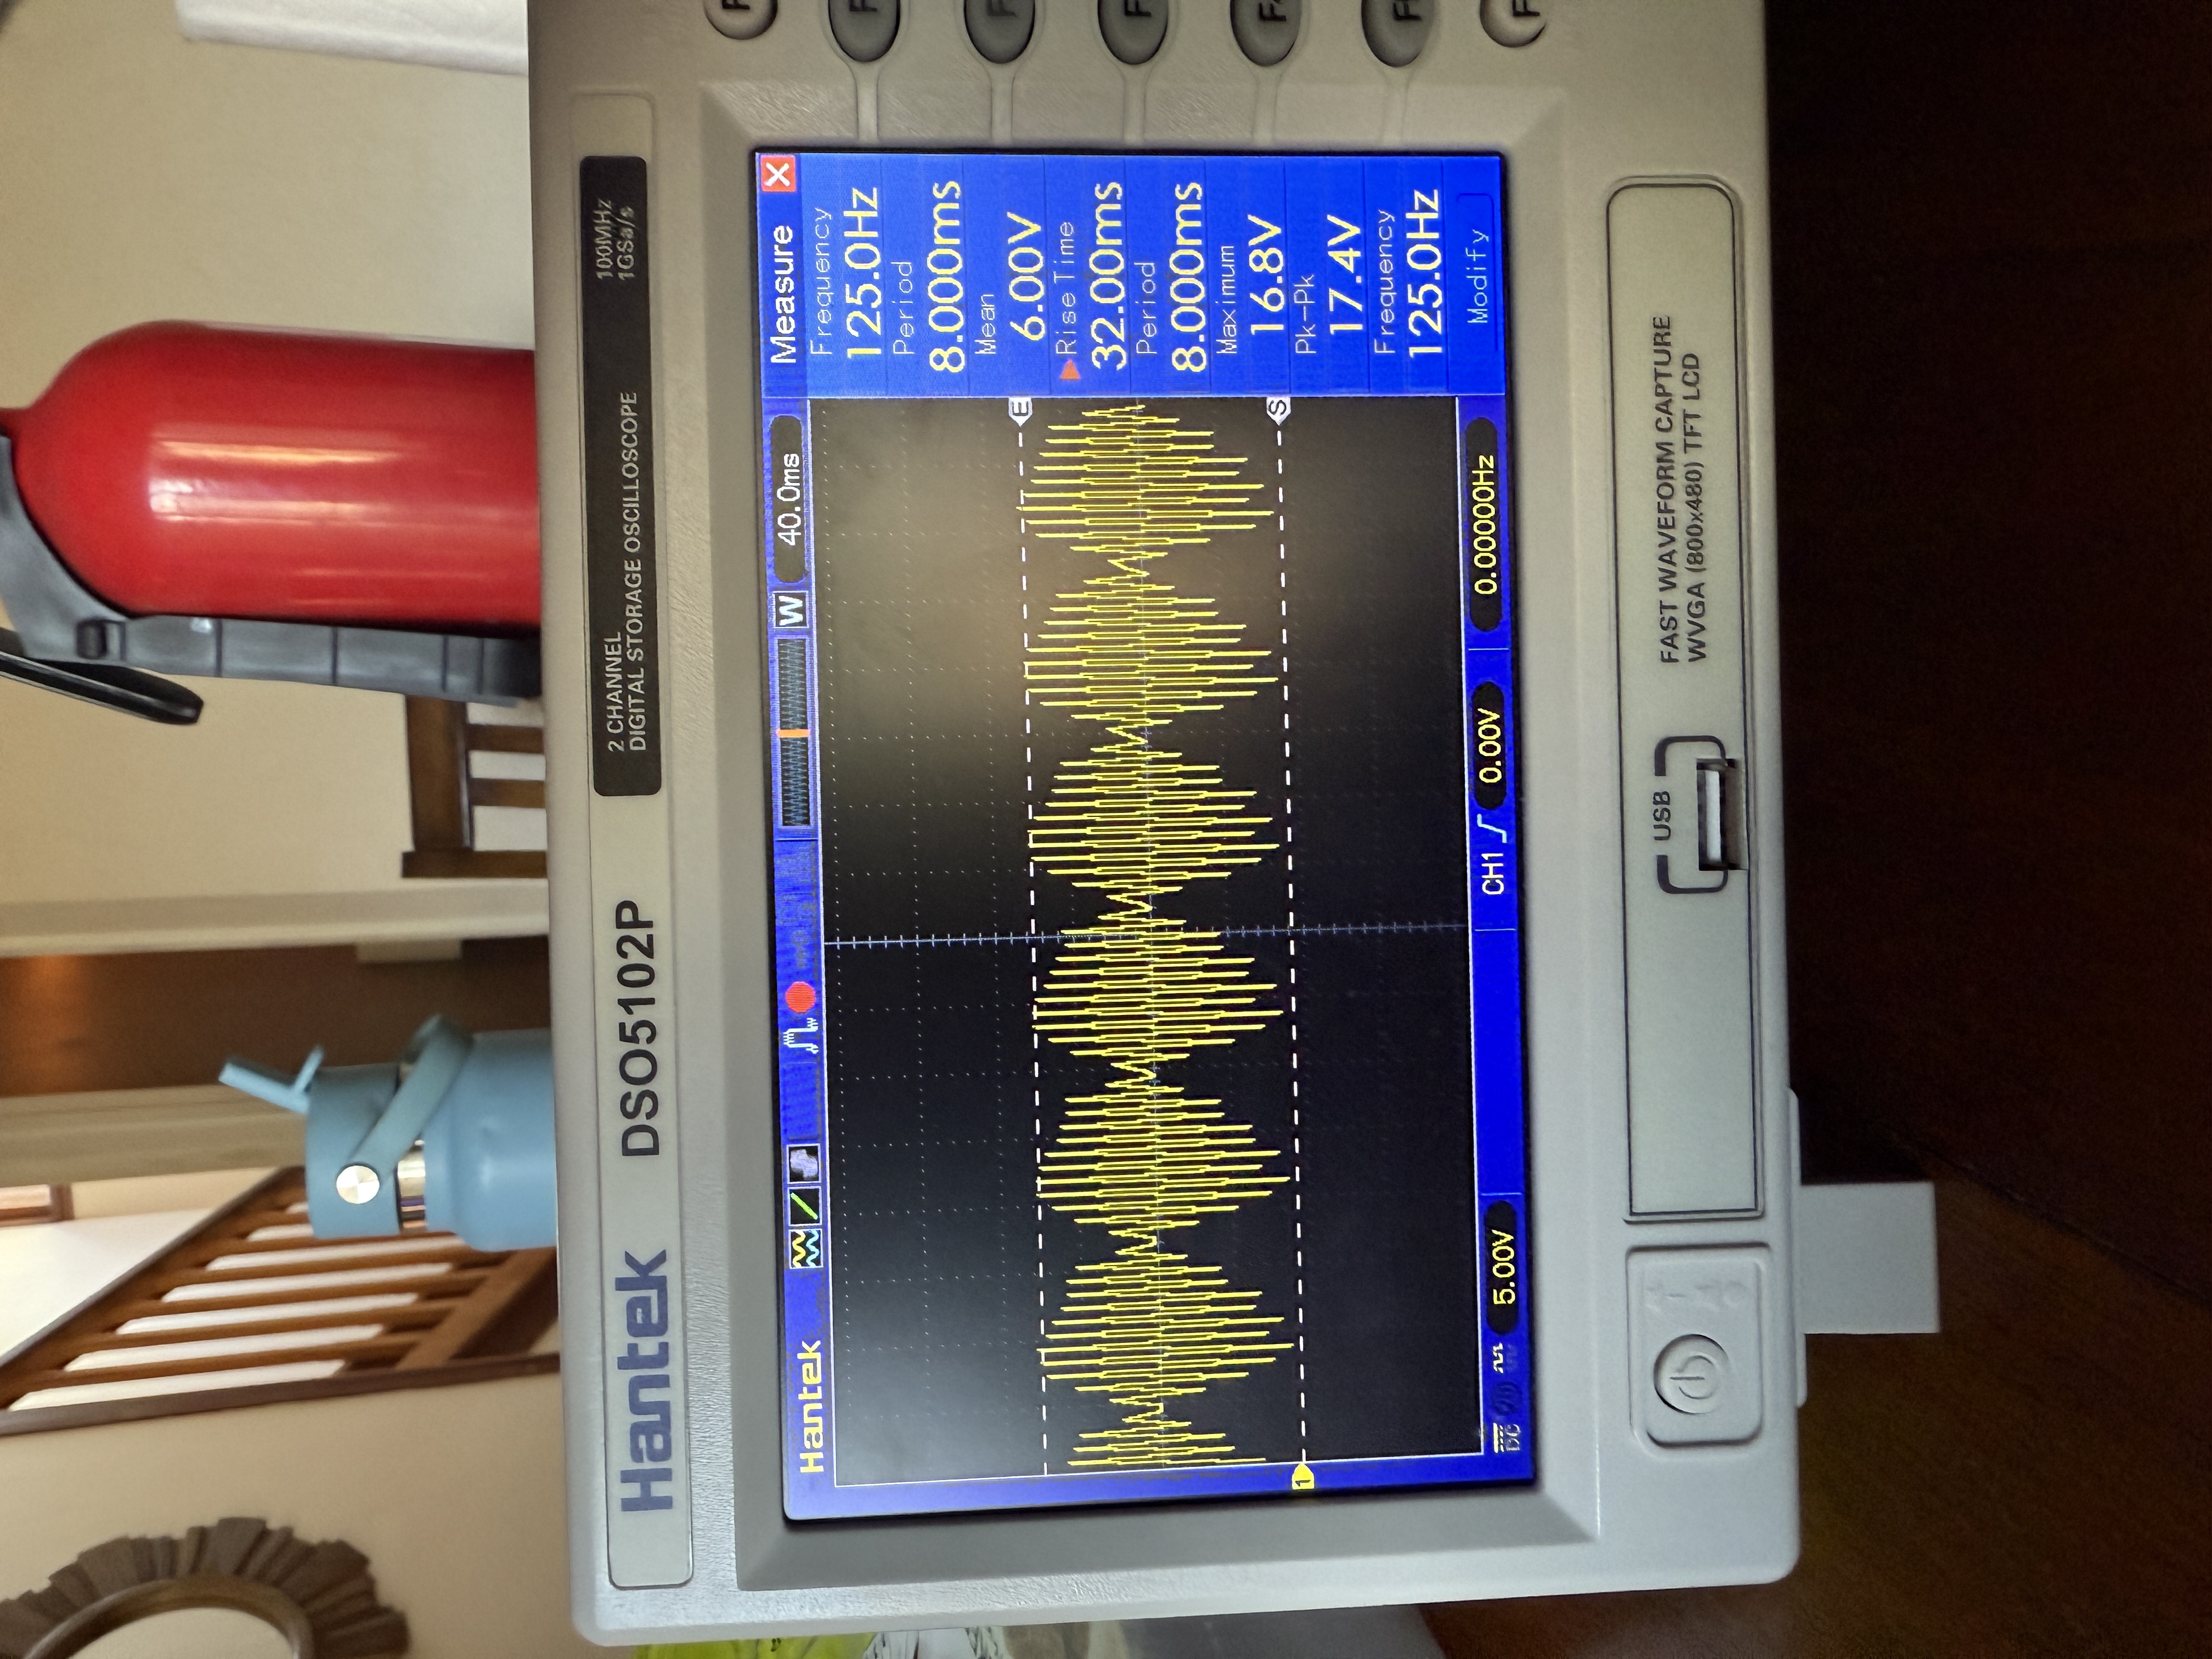 Hantek DSO5102P
2 CHANNEL
DIGITAL STORAGE OSCILLOSCOPE
100MHz
1GSa/s
Hantek
W 40.0ms
Measure X
Frequency
125.0Hz
Period
8.000ms
Mean
6.00V
Rise Time
32.00ms
Period
8.000ms
Maximum
16.8V
Pk-Pk
17.4V
Frequency
125.0Hz
Modify
E
S
1
DC 5.00V
CH1 0.00V
0.00000Hz
USB
FAST WAVEFORM CAPTURE
WVGA (800x480) TFT LCD